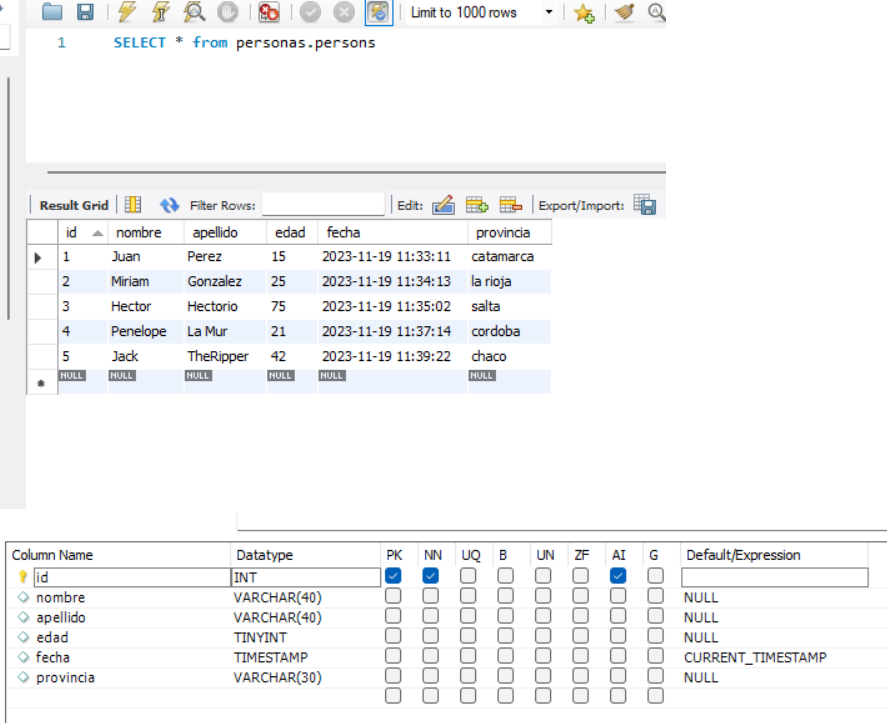 Limit to 1000 rows
1 SELECT * from personas.persons
Result Grid Filter Rows: Edit: Export/Import:
id nombre apellido edad fecha provincia
1 Juan Perez 15 2023-11-19 11:33:11 catamarca
2 Miriam Gonzalez 25 2023-11-19 11:34:13 la rioja
3 Hector Hectorio 75 2023-11-19 11:35:02 salta
4 Penelope La Mur 21 2023-11-19 11:37:14 cordoba
5 Jack TheRipper 42 2023-11-19 11:39:22 chaco
NULL NULL NULL NULL NULL NULL
Column Name Datatype PK NN UQ B UN ZF AI G Default/Expression
id INT
nombre VARCHAR(40) NULL
apellido VARCHAR(40) NULL
edad TINYINT NULL
fecha TIMESTAMP CURRENT_TIMESTAMP
provincia VARCHAR(30) NULL